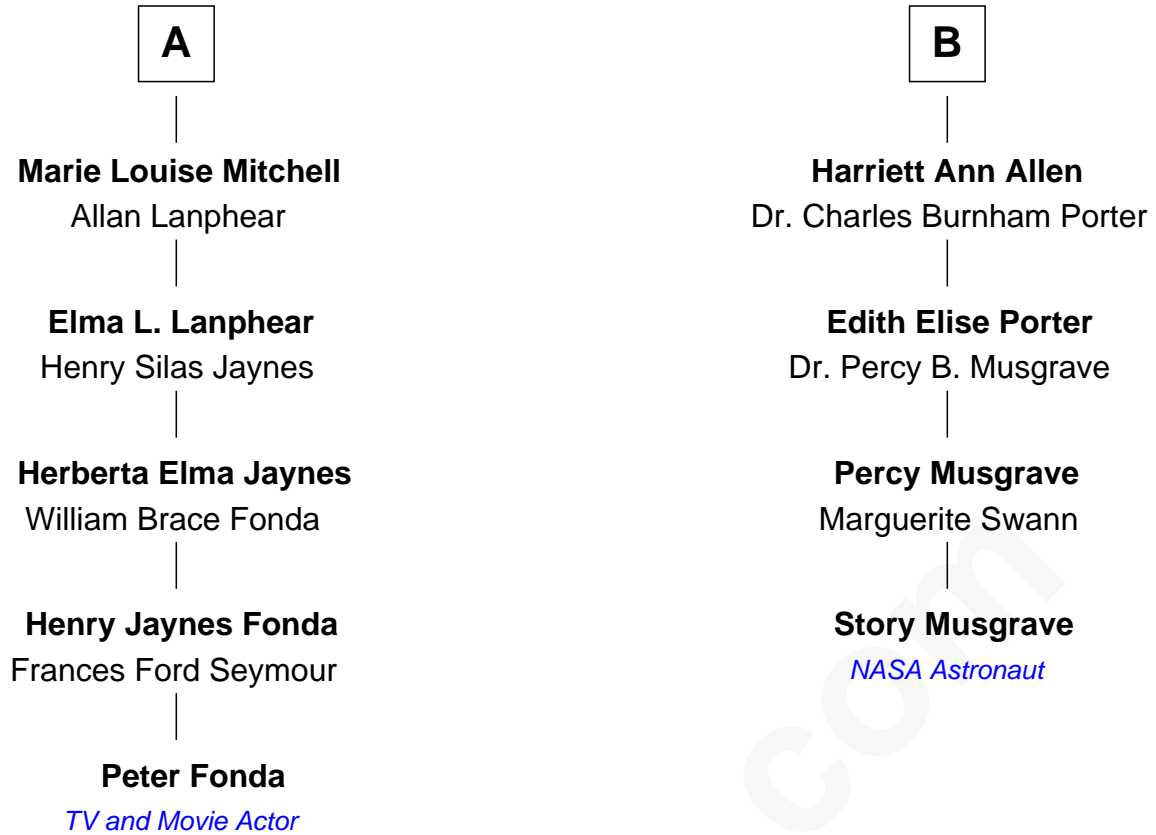 A
Marie Louise Mitchell
Allan Lanphear
Elma L. Lanphear
Henry Silas Jaynes
Herberta Elma Jaynes
William Brace Fonda
Henry Jaynes Fonda
Frances Ford Seymour
Peter Fonda
TV and Movie Actor
B
Harriett Ann Allen
Dr. Charles Burnham Porter
Edith Elise Porter
Dr. Percy B. Musgrave
Percy Musgrave
Marguerite Swann
Story Musgrave
NASA Astronaut
com